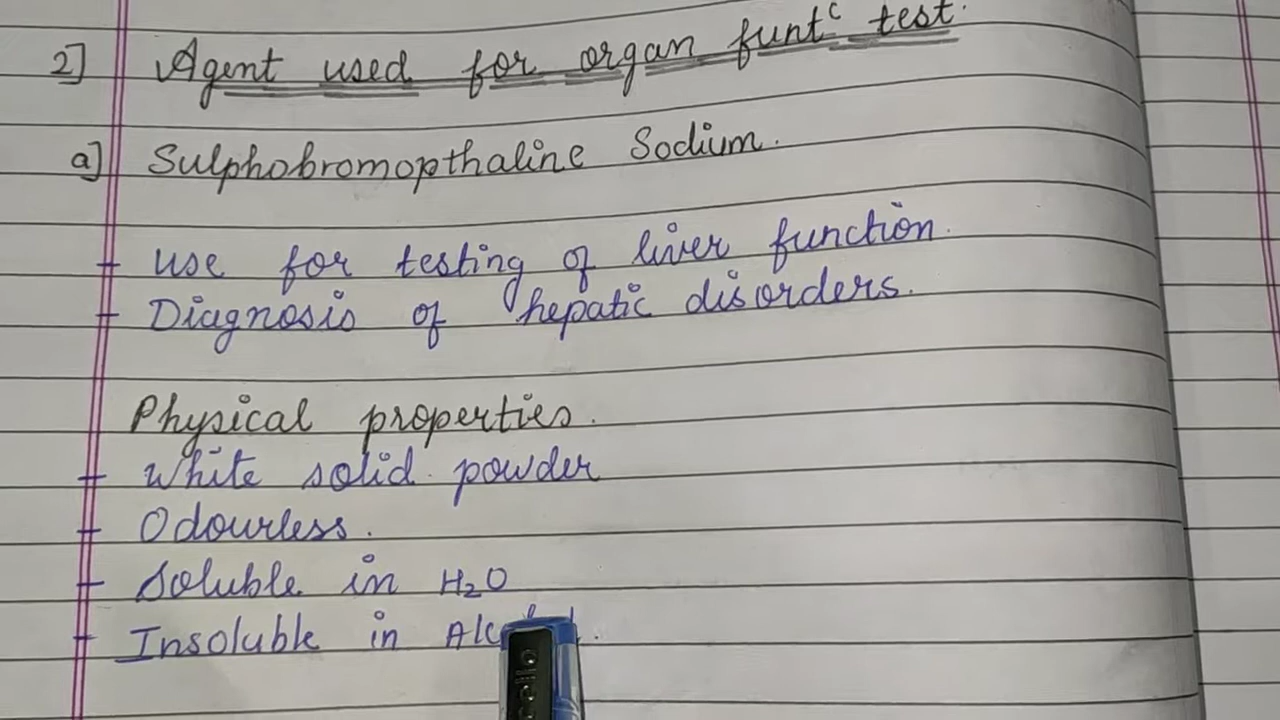 2] Agent used for organ funtᶜ test.
a] Sulphobromopthaline Sodium.
+ use for testing of liver function.
+ Diagnosis of hepatic disorders.
Physical properties.
+ White solid powder
+ Odourless.
+ Soluble in H₂O
+ Insoluble in